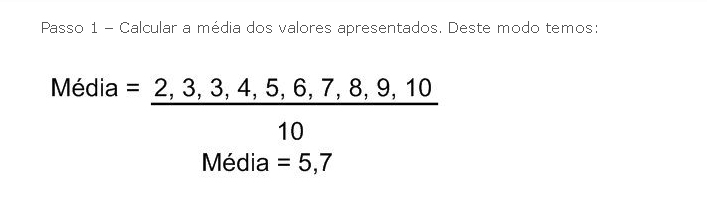 Passo 1 – Calcular a média dos valores apresentados. Deste modo temos:
Média = 2, 3, 3, 4, 5, 6, 7, 8, 9, 10
10
Média = 5,7